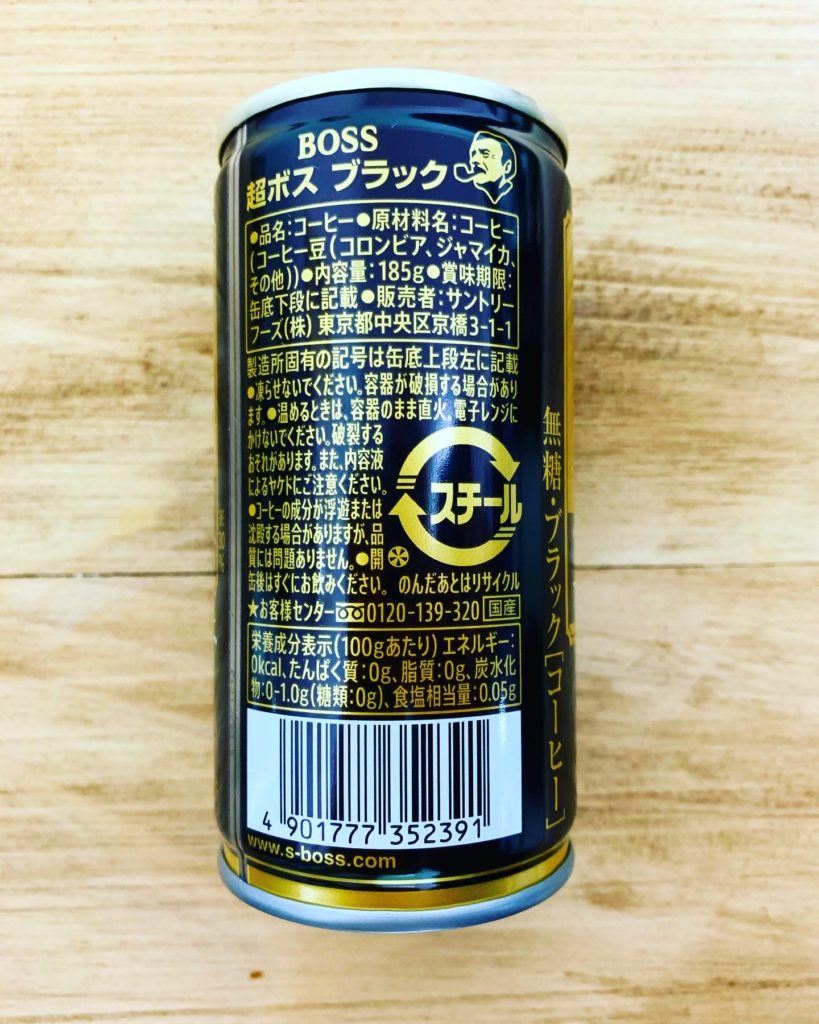 BOSS
超ボス ブラック
●品名：コーヒー●原材料名：コーヒー
（コーヒー豆（コロンビア、ジャマイカ、
その他））●内容量：185g●賞味期限：
缶底下段に記載●販売者：サントリー
フーズ(株) 東京都中央区京橋3-1-1
製造所固有の記号は缶底上段左に記載
●凍らせないでください。容器が破損する場合があり
ます。●温めるときは、容器のまま直火、電子レンジに
かけないでください。破裂する
おそれがあります。また、内容液
によるヤケドにご注意ください。
●コーヒーの成分が浮遊または
沈殿する場合がありますが、品
質には問題ありません。●開
缶後はすぐにお飲みください。
スチール
のんだあとはリサイクル
★お客様センター 0120-139-320 国産
栄養成分表示(100gあたり) エネルギー：
0kcal、たんぱく質：0g、脂質：0g、炭水化
物：0-1.0g(糖類：0g)、食塩相当量：0.05g
4 901777 352391
www.s-boss.com
無糖・ブラック［コーヒー］